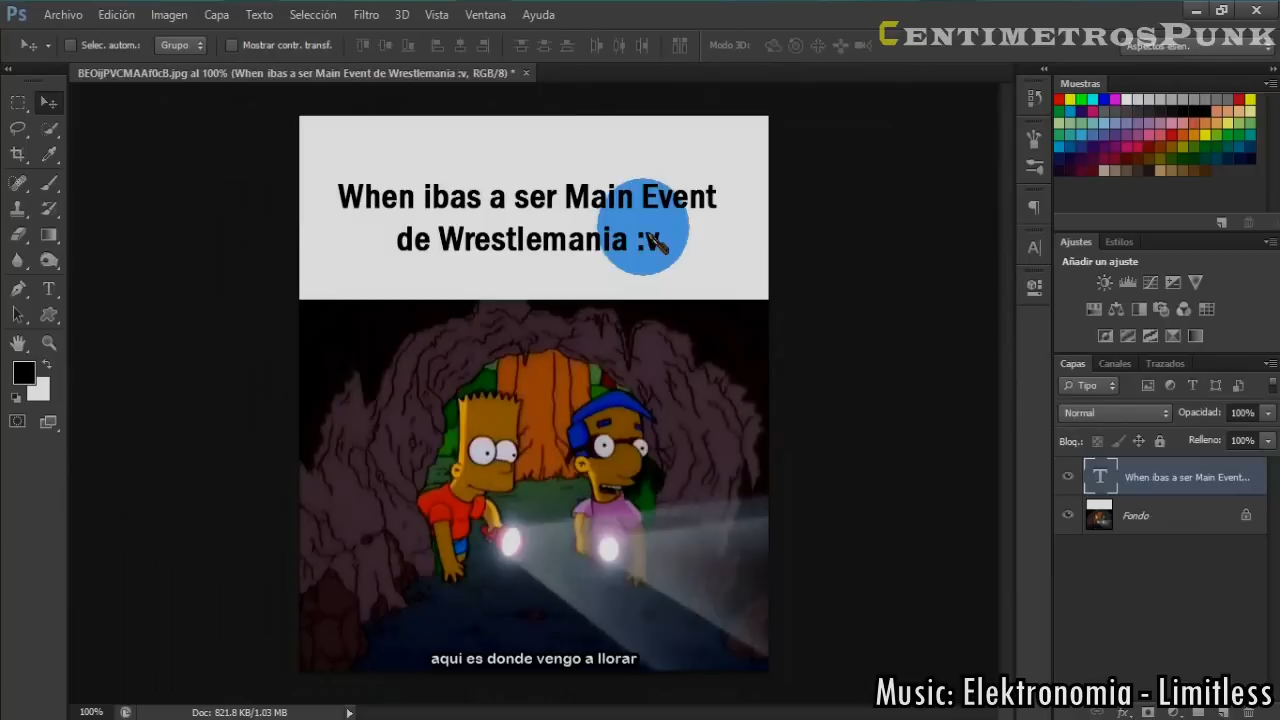 Ps Archivo Edición Imagen Capa Texto Selección Filtro 3D Vista Ventana Ayuda
Selec. autom.: Grupo Mostrar contr. transf. Modo 3D:
CentimetrosPunk
Aspectos esen.
BEOijPVCMAAf0cB.jpg al 100% (When ibas a ser Main Event de Wrestlemania :v, RGB/8) *
When ibas a ser Main Event
de Wrestlemania :v
aqui es donde vengo a llorar
Muestras
Ajustes Estilos
Añadir un ajuste
Capas Canales Trazados
Tipo
Normal Opacidad: 100%
Bloq.: Relleno: 100%
When ibas a ser Main Event...
Fondo
100% Doc: 821.8 KB/1.03 MB
Music: Elektronomia - Limitless